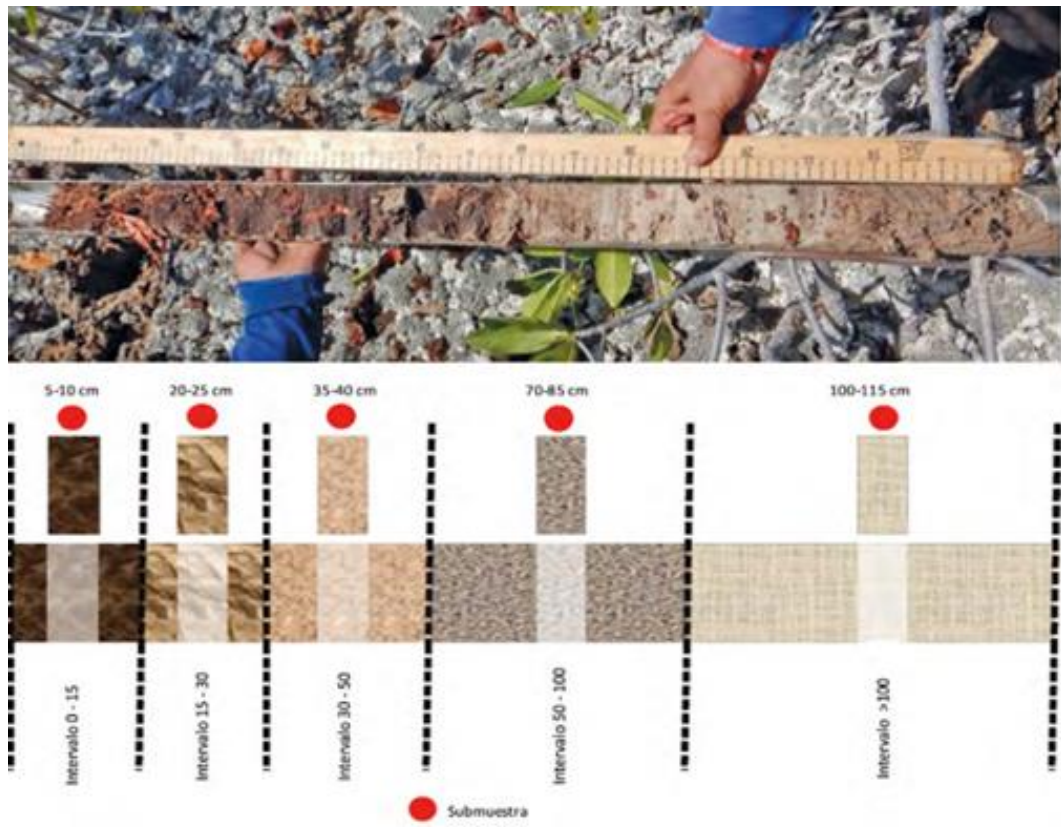 5-10 cm
20-25 cm
35-40 cm
70-85 cm
100-115 cm
Intervalo 0 - 15
Intervalo 15 - 30
Intervalo 30 - 50
Intervalo 50 - 100
Intervalo >100
Submuestra